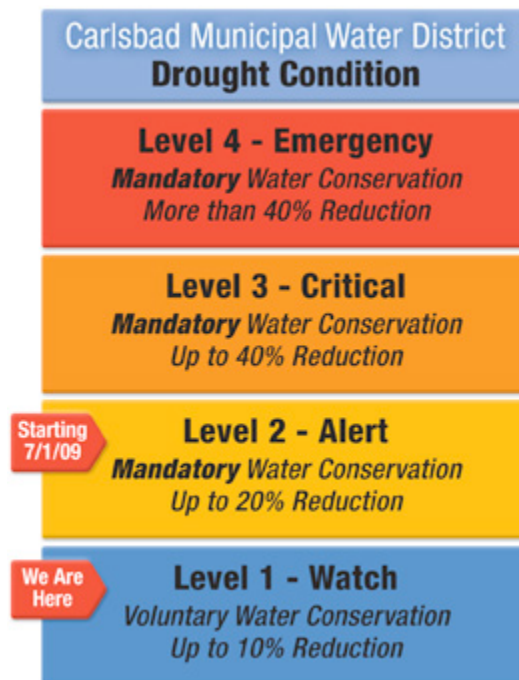 Carlsbad Municipal Water District
Drought Condition
Level 4 - Emergency
Mandatory Water Conservation
More than 40% Reduction
Level 3 - Critical
Mandatory Water Conservation
Up to 40% Reduction
Starting
7/1/09
Level 2 - Alert
Mandatory Water Conservation
Up to 20% Reduction
We Are
Here
Level 1 - Watch
Voluntary Water Conservation
Up to 10% Reduction